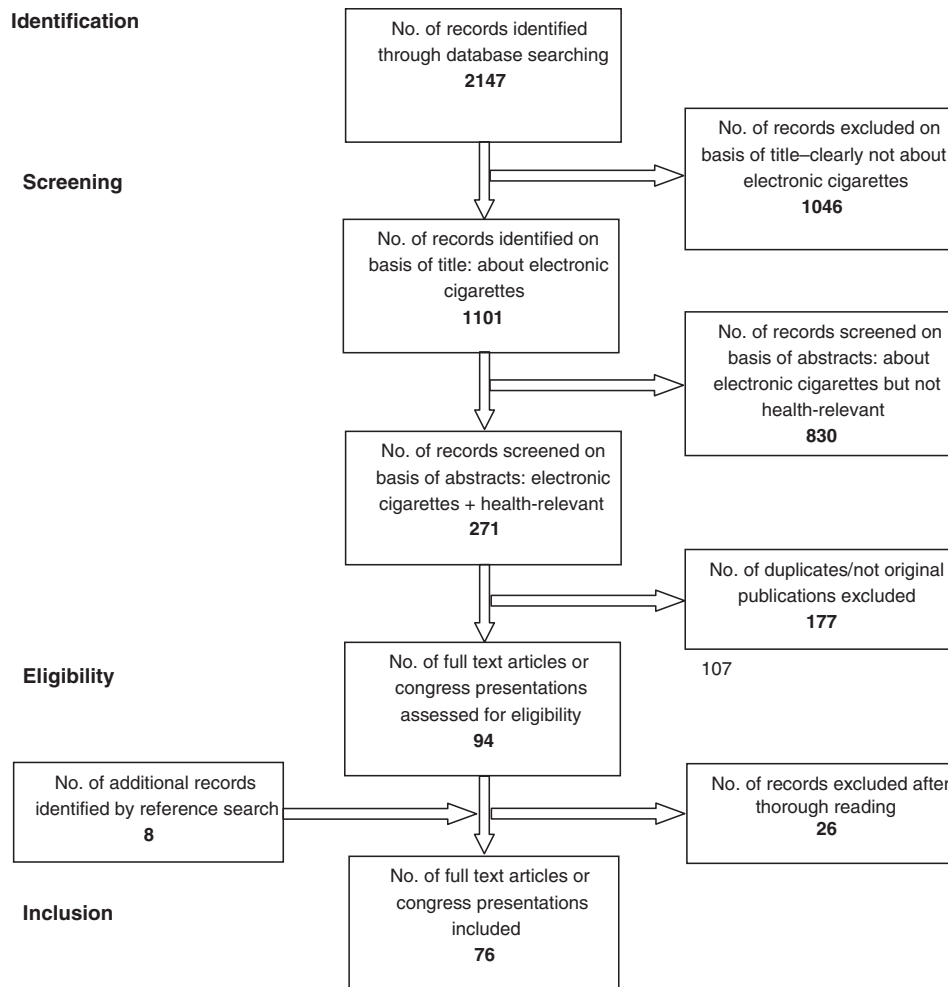 Identification
No. of records identified
through database searching
2147
No. of records excluded on
basis of title–clearly not about
electronic cigarettes
1046
Screening
No. of records identified on
basis of title: about electronic
cigarettes
1101
No. of records screened on
basis of abstracts: about
electronic cigarettes but not
health-relevant
830
No. of records screened on
basis of abstracts: electronic
cigarettes + health-relevant
271
No. of duplicates/not original
publications excluded
177
107
Eligibility
No. of full text articles or
congress presentations
assessed for eligibility
94
No. of additional records
identified by reference search
8
No. of records excluded after
thorough reading
26
Inclusion
No. of full text articles or
congress presentations
included
76